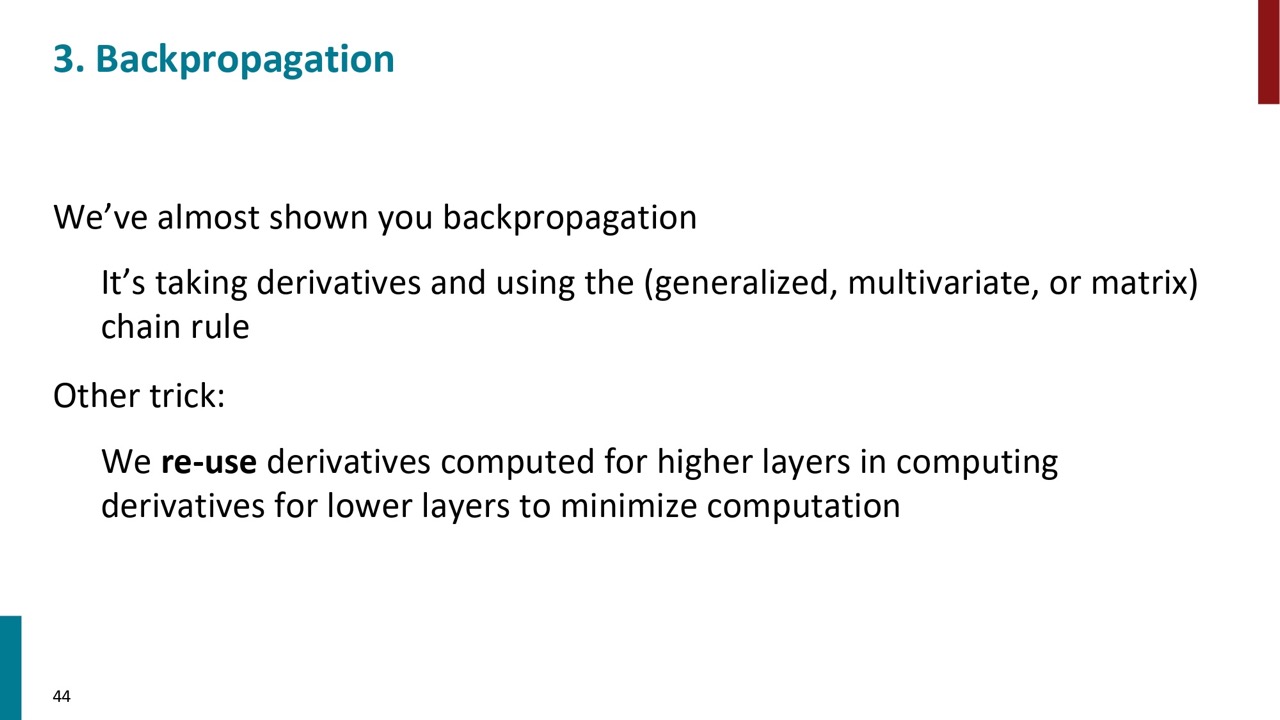 3. Backpropagation
We’ve almost shown you backpropagation
It’s taking derivatives and using the (generalized, multivariate, or matrix)
chain rule
Other trick:
We re-use derivatives computed for higher layers in computing
derivatives for lower layers to minimize computation
44